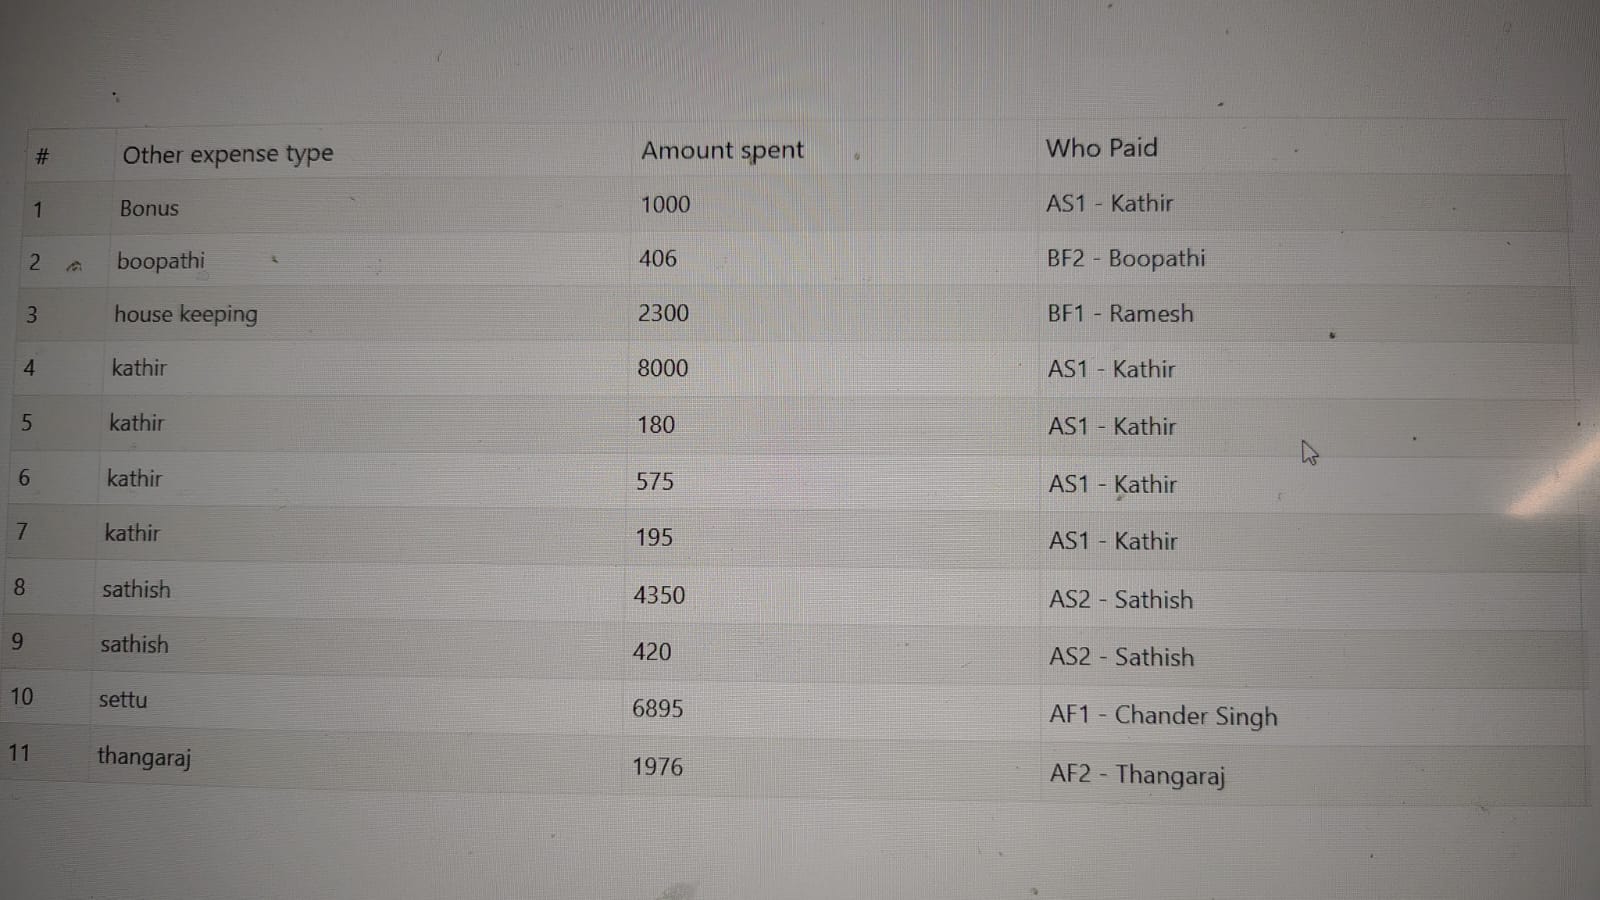 # Other expense type Amount spent Who Paid
1 Bonus 1000 AS1 - Kathir
2 boopathi 406 BF2 - Boopathi
3 house keeping 2300 BF1 - Ramesh
4 kathir 8000 AS1 - Kathir
5 kathir 180 AS1 - Kathir
6 kathir 575 AS1 - Kathir
7 kathir 195 AS1 - Kathir
8 sathish 4350 AS2 - Sathish
9 sathish 420 AS2 - Sathish
10 settu 6895 AF1 - Chander Singh
11 thangaraj 1976 AF2 - Thangaraj